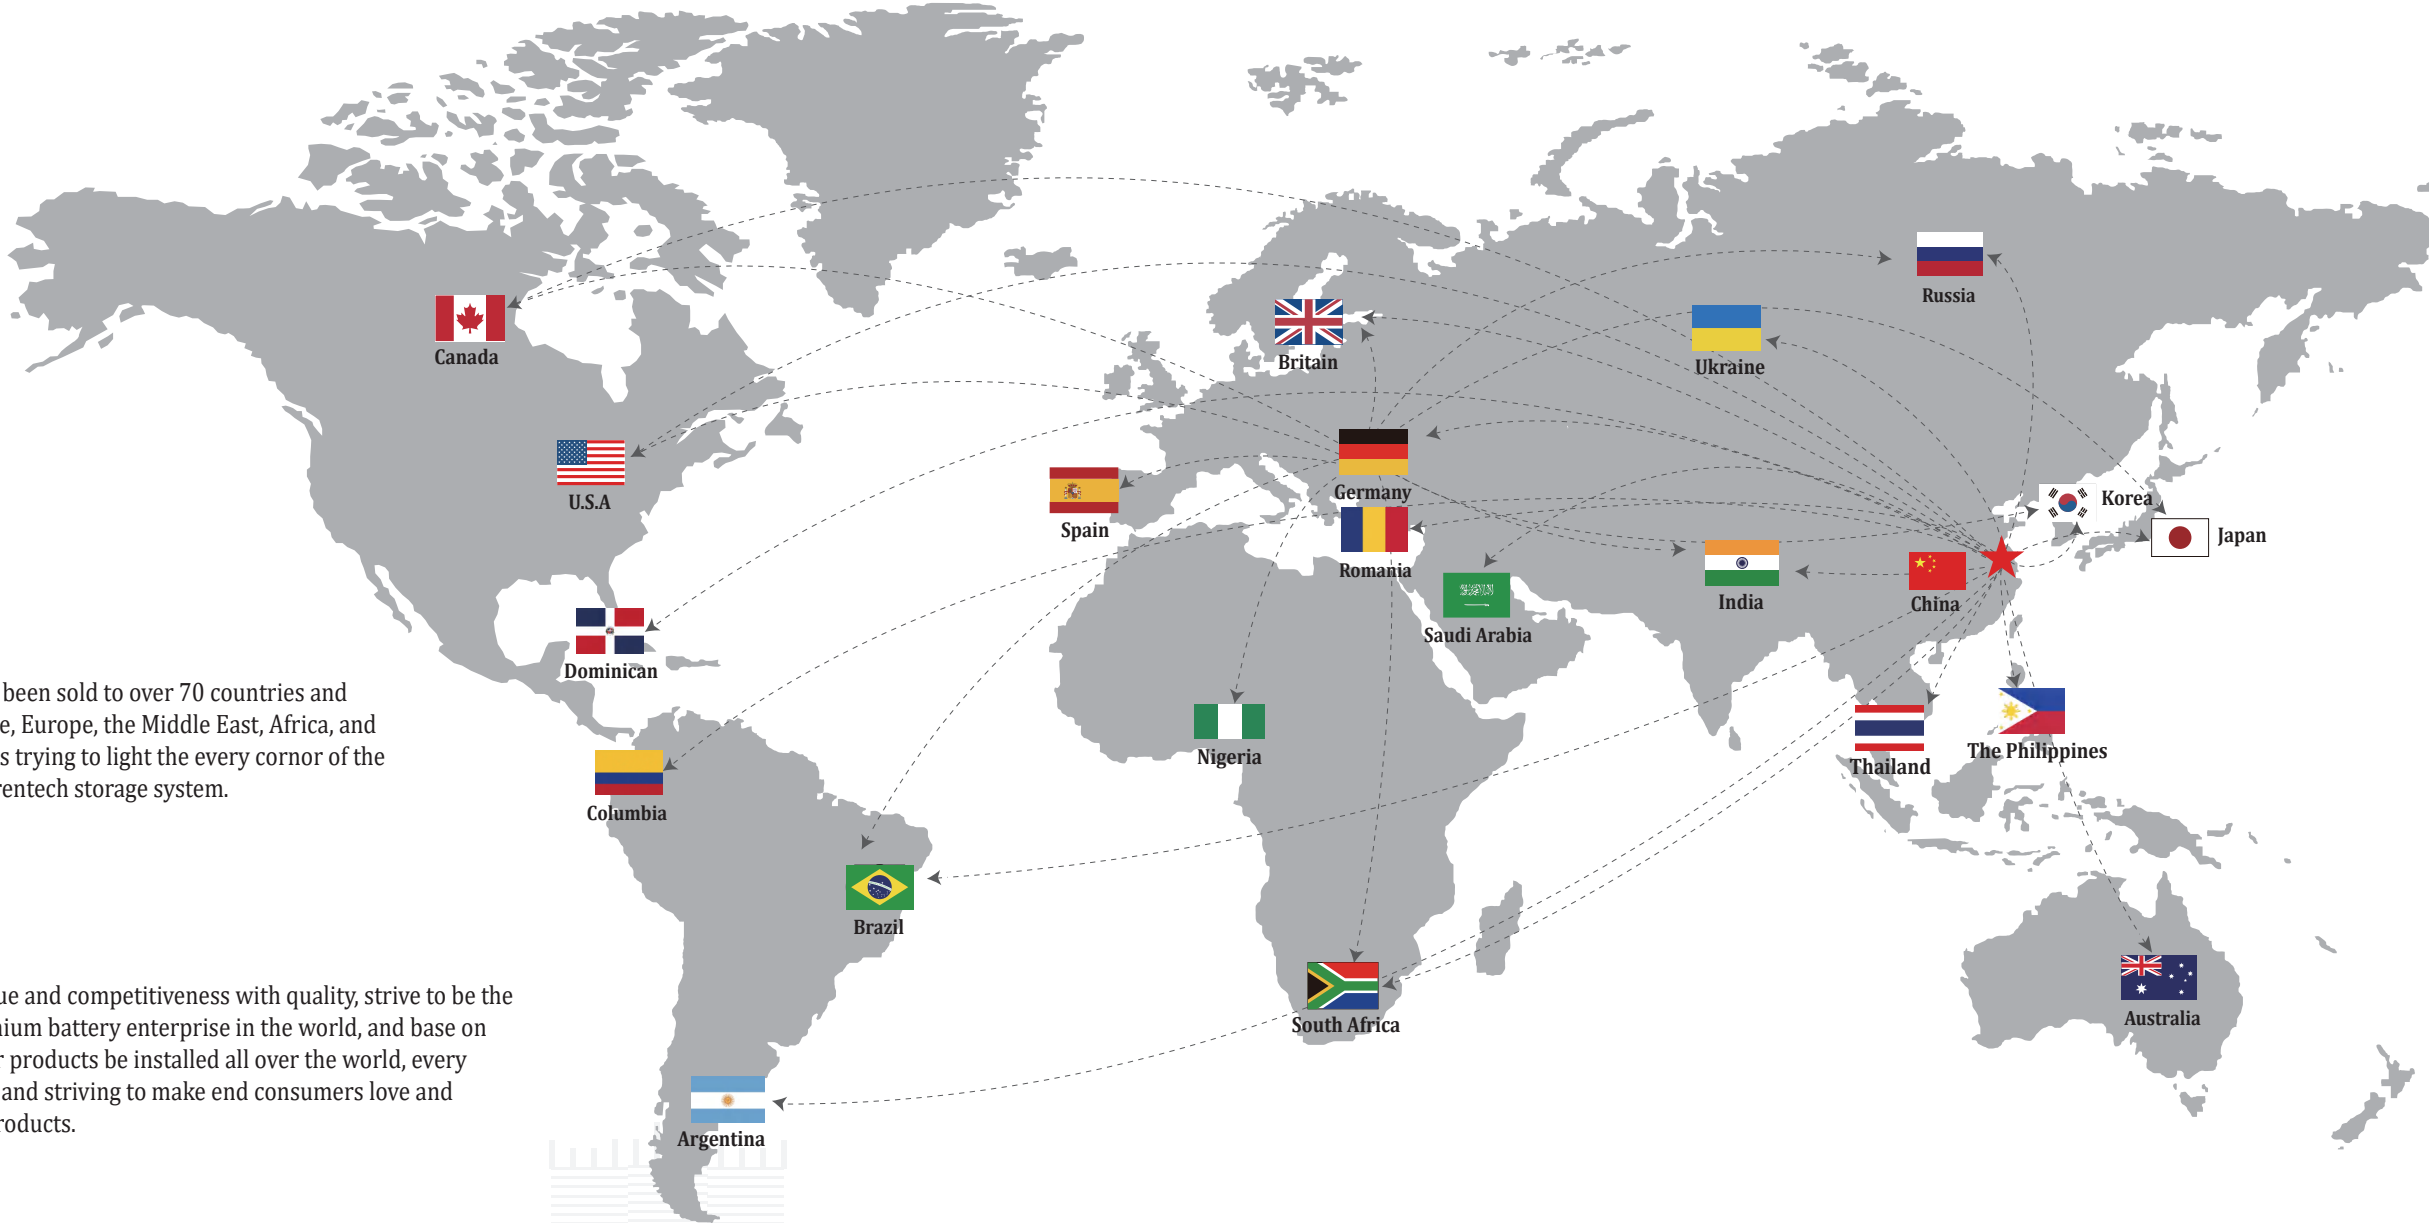 Canada
Russia
Britain
Ukraine
U.S.A
Germany
Korea
Spain
Japan
Romania
India
China
Saudi Arabia
Dominican
been sold to over 70 countries and
e, Europe, the Middle East, Africa, and
s trying to light the every cornor of the
rentech storage system.
Nigeria
Thailand
The Philippines
Columbia
Brazil
ue and competitiveness with quality, strive to be the
nium battery enterprise in the world, and base on
r products be installed all over the world, every
and striving to make end consumers love and
roducts.
South Africa
Australia
Argentina